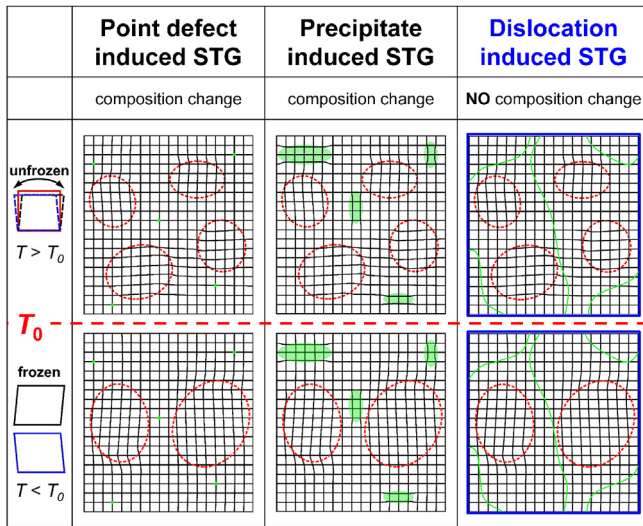 Point defect
induced STG
Precipitate
induced STG
Dislocation
induced STG
composition change
composition change
NO composition change
unfrozen
T > T₀
T₀
frozen
T < T₀